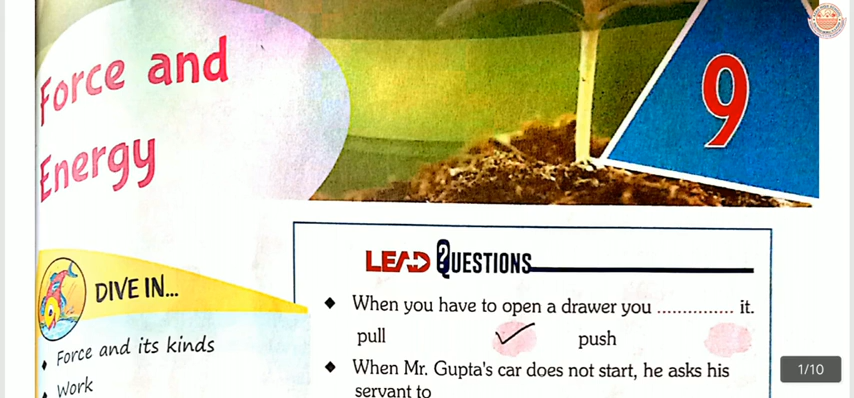 Force and
Energy
9
LEAD QUESTIONS
DIVE IN...
When you have to open a drawer you .............. it.
pull ✓ push
Force and its kinds
When Mr. Gupta's car does not start, he asks his
Work
servant to
1/10